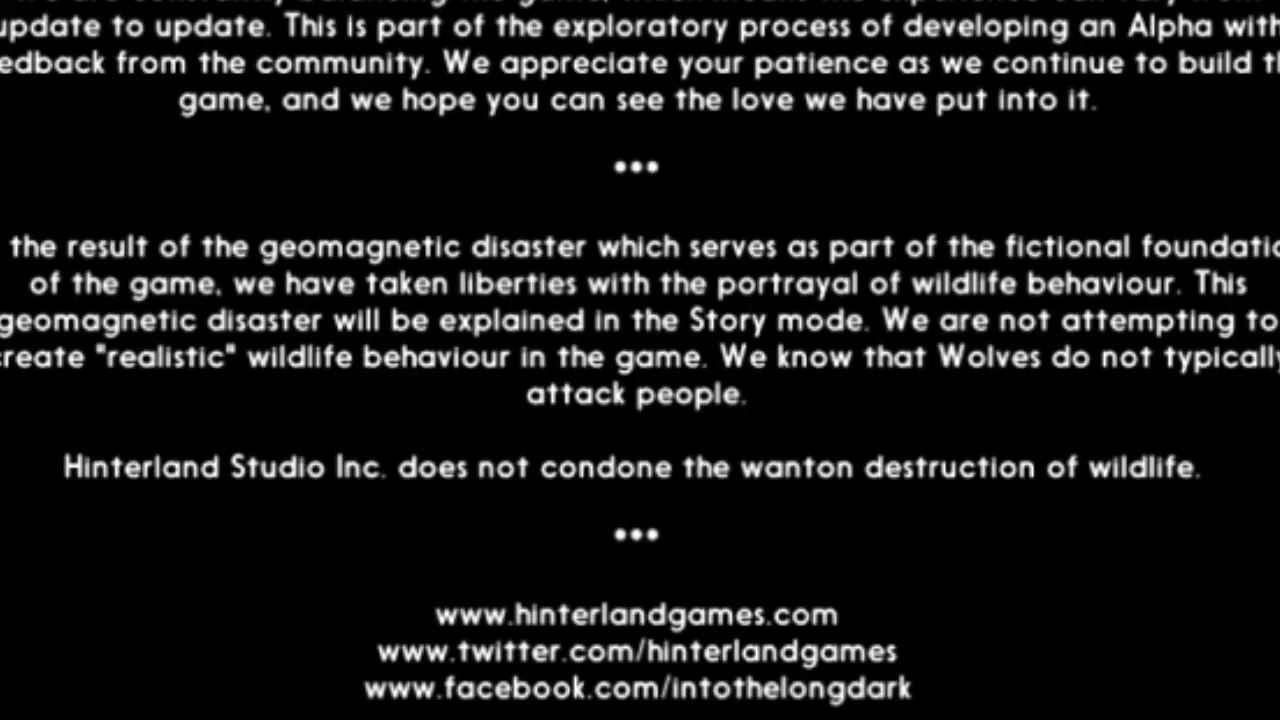 update to update. This is part of the exploratory process of developing an Alpha with
edback from the community. We appreciate your patience as we continue to build th
game, and we hope you can see the love we have put into it.
•••
the result of the geomagnetic disaster which serves as part of the fictional foundatio
of the game, we have taken liberties with the portrayal of wildlife behaviour. This
geomagnetic disaster will be explained in the Story mode. We are not attempting to
create "realistic" wildlife behaviour in the game. We know that Wolves do not typically
attack people.
Hinterland Studio Inc. does not condone the wanton destruction of wildlife.
•••
www.hinterlandgames.com
www.twitter.com/hinterlandgames
www.facebook.com/intothelongdark